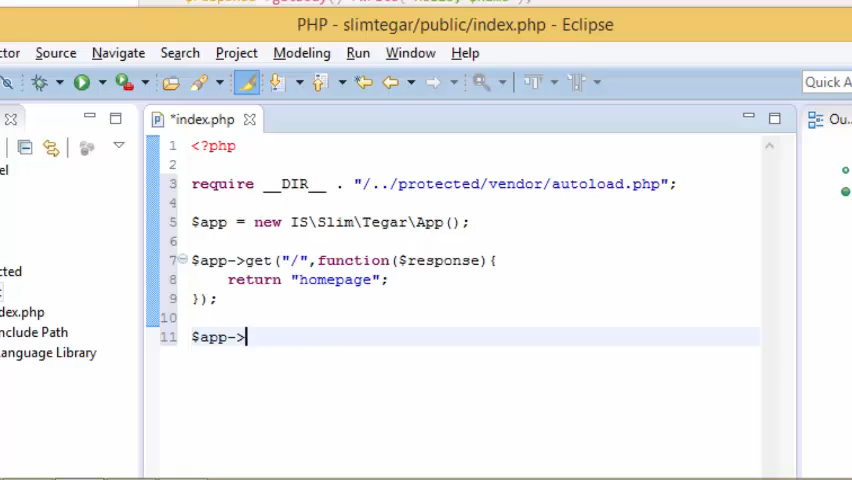 PHP - slimtegar/public/index.php - Eclipse
ctor Source Navigate Search Project Modeling Run Window Help
Quick A
*index.php
Ou...
el
cted
t
dex.php
nclude Path
Language Library
1 <?php
2
3 require __DIR__ . "/../protected/vendor/autoload.php";
4
5 $app = new IS\Slim\Tegar\App();
6
7 $app->get("/",function($response){
8 return "homepage";
9 });
10
11 $app->